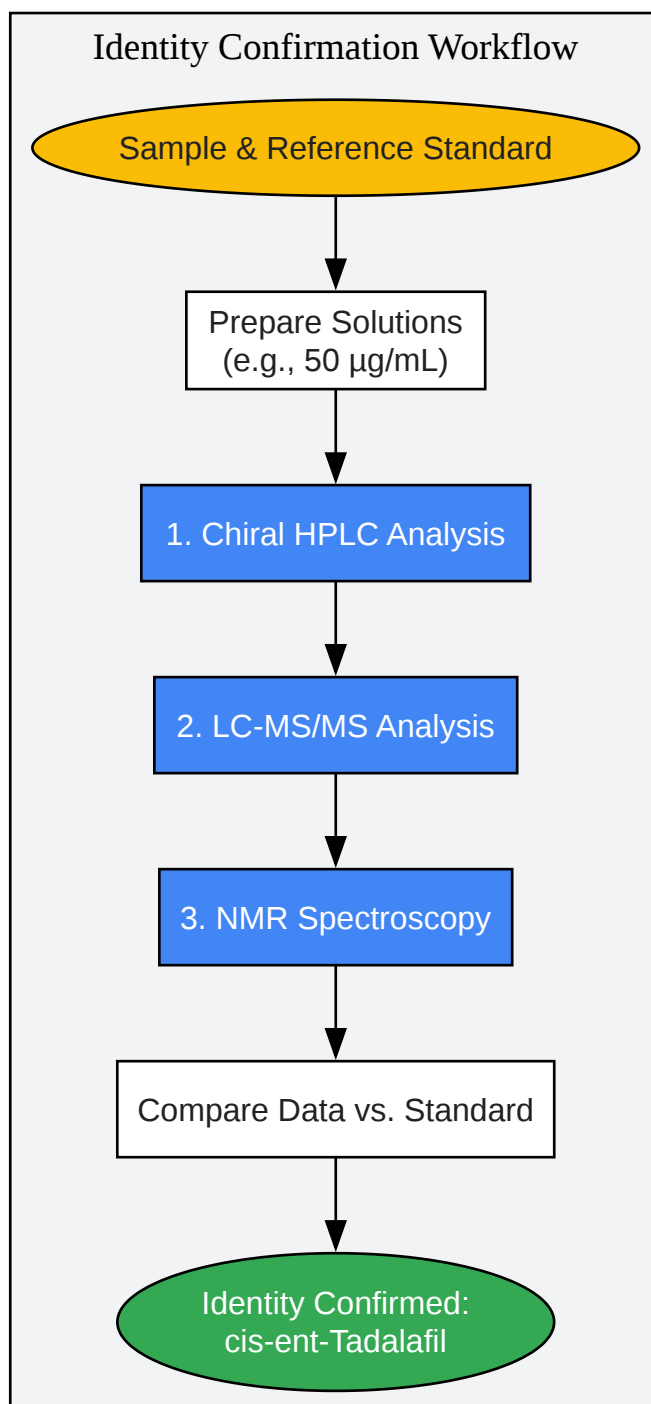 Identity Confirmation Workflow
Sample & Reference Standard
Prepare Solutions
(e.g., 50 µg/mL)
1. Chiral HPLC Analysis
2. LC-MS/MS Analysis
3. NMR Spectroscopy
Compare Data vs. Standard
Identity Confirmed:
cis-ent-Tadalafil